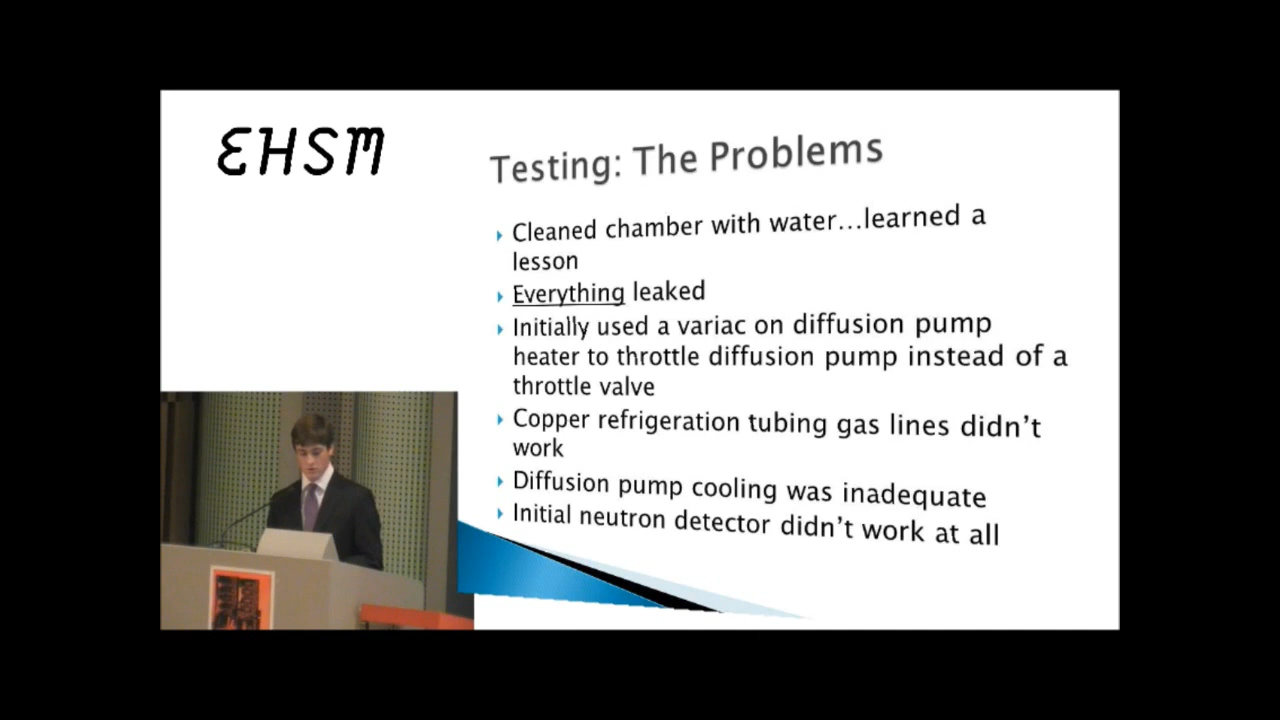 EHSM
Testing: The Problems
Cleaned chamber with water...learned a
lesson
Everything leaked
Initially used a variac on diffusion pump
heater to throttle diffusion pump instead of a
throttle valve
Copper refrigeration tubing gas lines didn't
work
Diffusion pump cooling was inadequate
Initial neutron detector didn't work at all